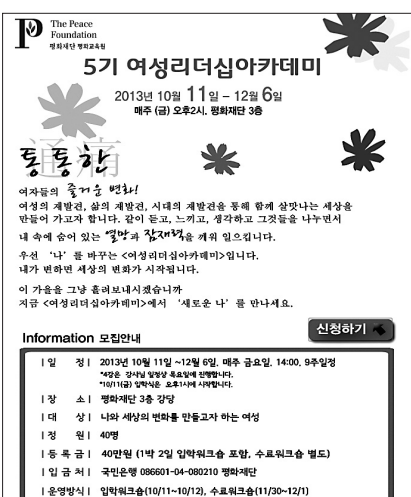 The Peace
Foundation
평화재단 평화교육원
5기 여성리더십아카데미
2013년 10월 11일 – 12월 6일
매주 (금) 오후2시. 평화재단 3층
通痛
통통한
여자들의 즐거운 변화!
여성의 재발견, 삶의 재발견, 시대의 재발견을 통해 함께 살맛나는 세상을
만들어 가고자 합니다. 같이 듣고, 느끼고, 생각하고 그것들을 나누면서
내 속에 숨어 있는 열망과 잠재력을 깨워 일으킵니다.
우선 ‘나’를 바꾸는 <여성리더십아카데미>입니다.
내가 변하면 세상의 변화가 시작됩니다.
이 가을을 그냥 흘려보내시겠습니까
지금 <여성리더십아카데미>에서 ‘새로운 나’를 만나세요.
신청하기
Information 모집안내
| 일 정 | 2013년 10월 11일 ~12월 6일, 매주 금요일, 14:00, 9주일정
*4강은 강사님 일정상 목요일에 진행합니다.
*10/11(금) 입학식은 오후1시에 시작합니다.
| 장 소 | 평화재단 3층 강당
| 대 상 | 나와 세상의 변화를 만들고자 하는 여성
| 정 원 | 40명
| 등 록 금 | 40만원 (1박 2일 입학워크숍 포함, 수료워크숍 별도)
| 입 금 처 | 국민은행 086601-04-080210 평화재단
| 운영방식 | 입학워크숍(10/11~10/12), 수료워크숍(11/30~12/1)